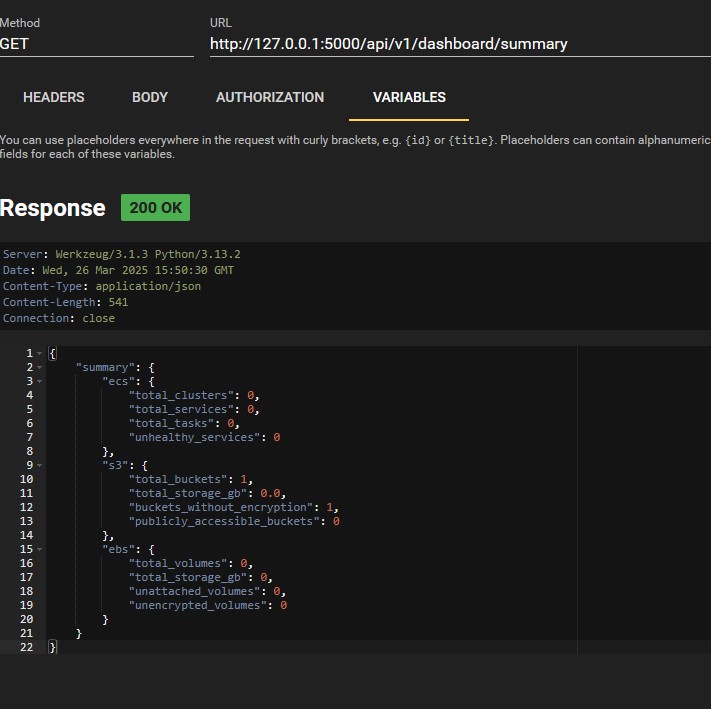 Method
URL
GET
http://127.0.0.1:5000/api/v1/dashboard/summary
HEADERS
BODY
AUTHORIZATION
VARIABLES
You can use placeholders everywhere in the request with curly brackets, e.g. {id} or {title}. Placeholders can contain alphanumeric
fields for each of these variables.
Response 200 OK
Server: Werkzeug/3.1.3 Python/3.13.2
Date: Wed, 26 Mar 2025 15:50:30 GMT
Content-Type: application/json
Content-Length: 541
Connection: close
1 {
2 "summary": {
3 "ecs": {
4 "total_clusters": 0,
5 "total_services": 0,
6 "total_tasks": 0,
7 "unhealthy_services": 0
8 },
9 "s3": {
10 "total_buckets": 1,
11 "total_storage_gb": 0.0,
12 "buckets_without_encryption": 1,
13 "publicly_accessible_buckets": 0
14 },
15 "ebs": {
16 "total_volumes": 0,
17 "total_storage_gb": 0,
18 "unattached_volumes": 0,
19 "unencrypted_volumes": 0
20 }
21 }
22 }